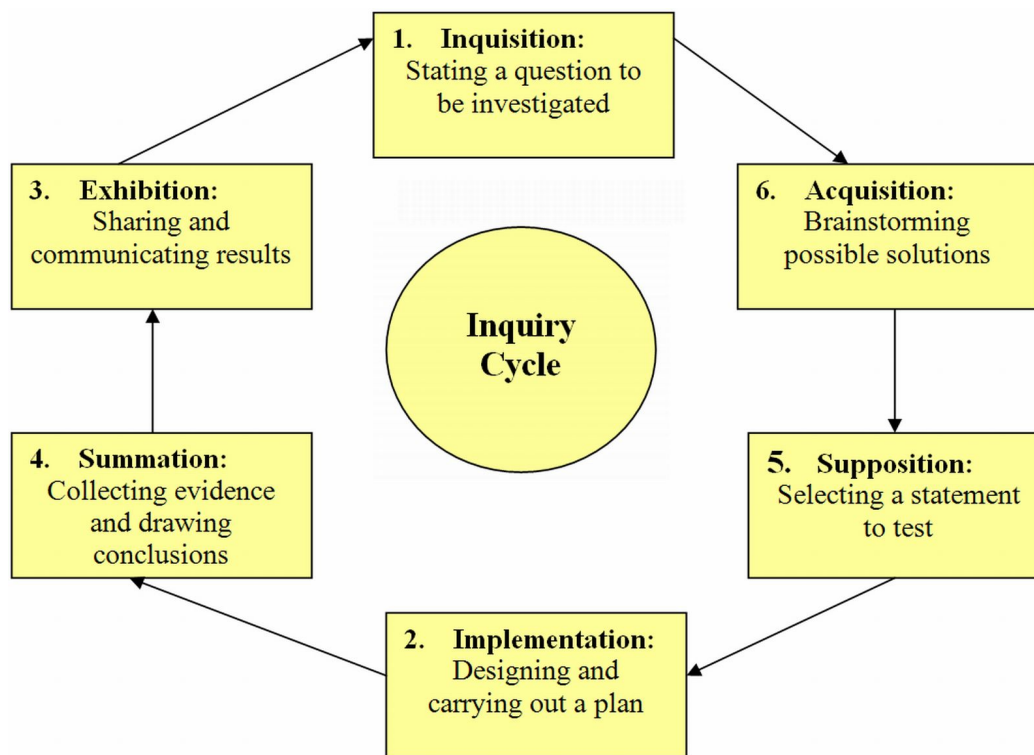 1. Inquisition:
Stating a question to
be investigated
3. Exhibition:
Sharing and
communicating results
6. Acquisition:
Brainstorming
possible solutions
Inquiry
Cycle
4. Summation:
Collecting evidence
and drawing
conclusions
5. Supposition:
Selecting a statement
to test
2. Implementation:
Designing and
carrying out a plan